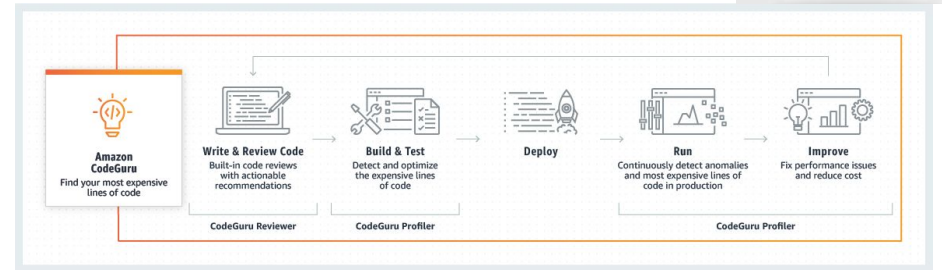 Amazon
CodeGuru
Find your most expensive
lines of code
Write & Review Code
Built-in code reviews
with actionable
recommendations
CodeGuru Reviewer
Build & Test
Detect and optimize
the expensive lines
of code
CodeGuru Profiler
Deploy
Run
Continuously detect anomalies
and most expensive lines of
code in production
Improve
Fix performance issues
and reduce cost
CodeGuru Profiler